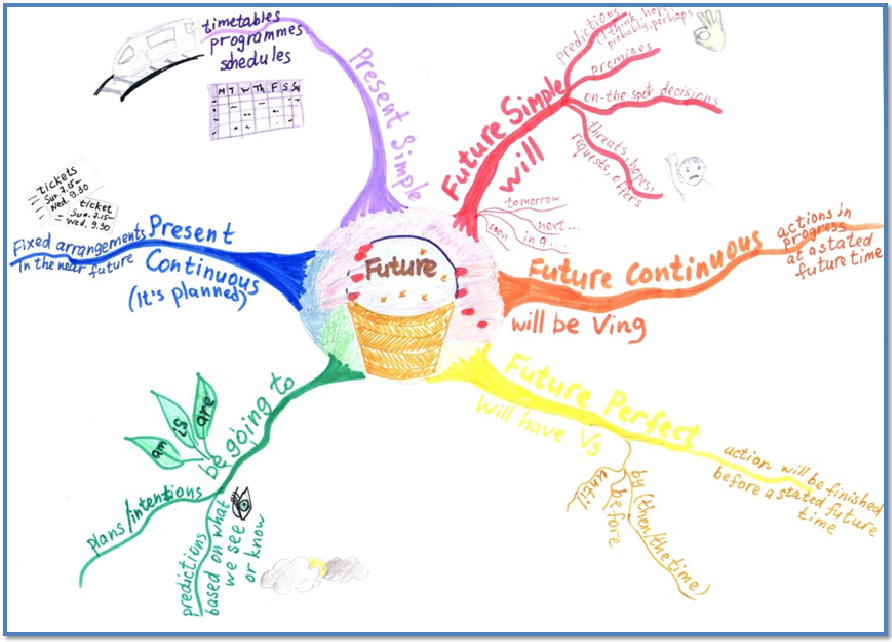 Future
timetables
programmes
schedules
M T W Th F S Su
Present Simple
tickets
- Sun. 7.15-
- Wed. 9.30
ticket
- Sun. 7.15-
- Wed. 9.30
Fixed arrangements
in the near future
Present
Continuous
(It's planned)
be going to
am
is
are
plans/intentions
predictions
based on what
we see
or know
Future Simple
will
predictions
(I think, hope,
probably, perhaps
promises
on-the-spot decisions
threats, hopes,
requests, offers
tomorrow
next...
in g...
soon
Future Continuous
will be Ving
actions in
progress
at a stated
future time
Future Perfect
will have V3
until
before
by (then/the time)
action will be finished
before a stated future
time